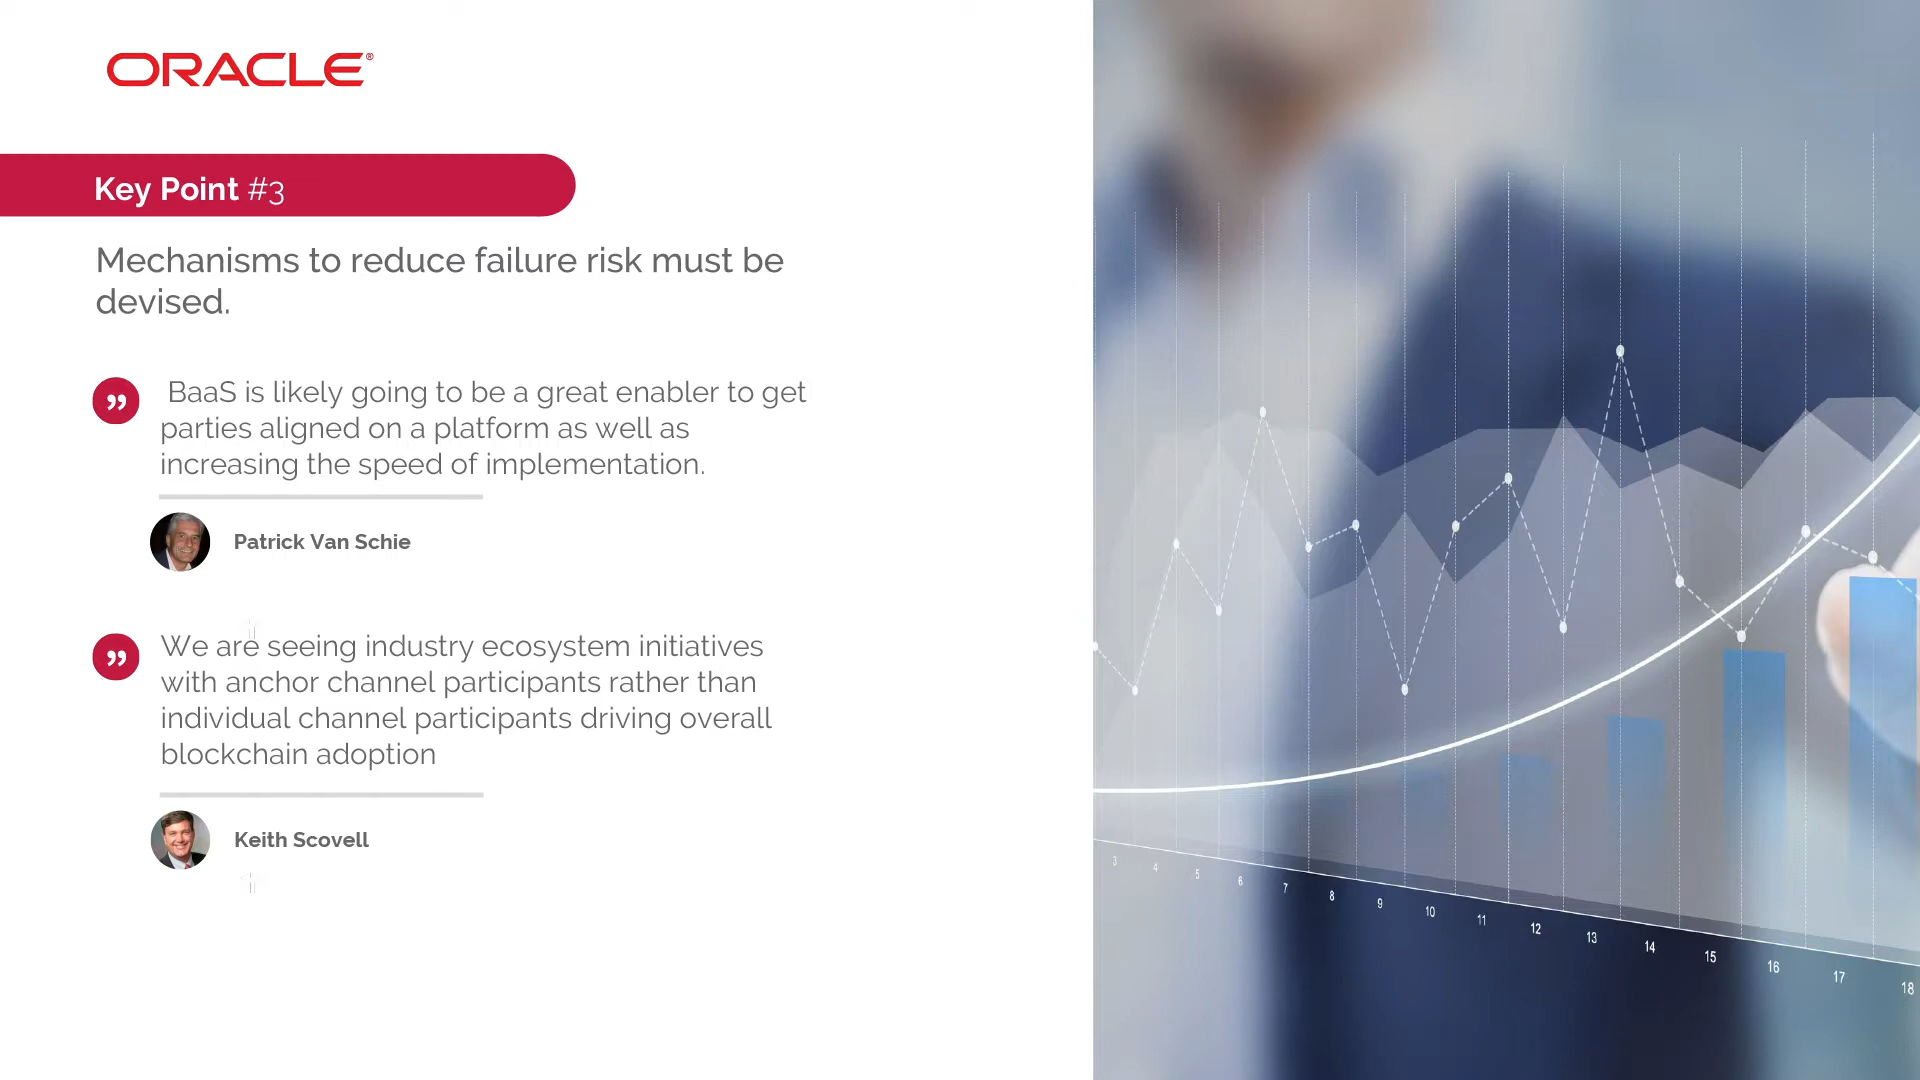 ORACLE®
Key Point #3
Mechanisms to reduce failure risk must be
devised.
BaaS is likely going to be a great enabler to get
parties aligned on a platform as well as
increasing the speed of implementation.
Patrick Van Schie
We are seeing industry ecosystem initiatives
with anchor channel participants rather than
individual channel participants driving overall
blockchain adoption
Keith Scovell
3 4 5 6 7 8 9 10 11 12 13 14 15 16 17 18